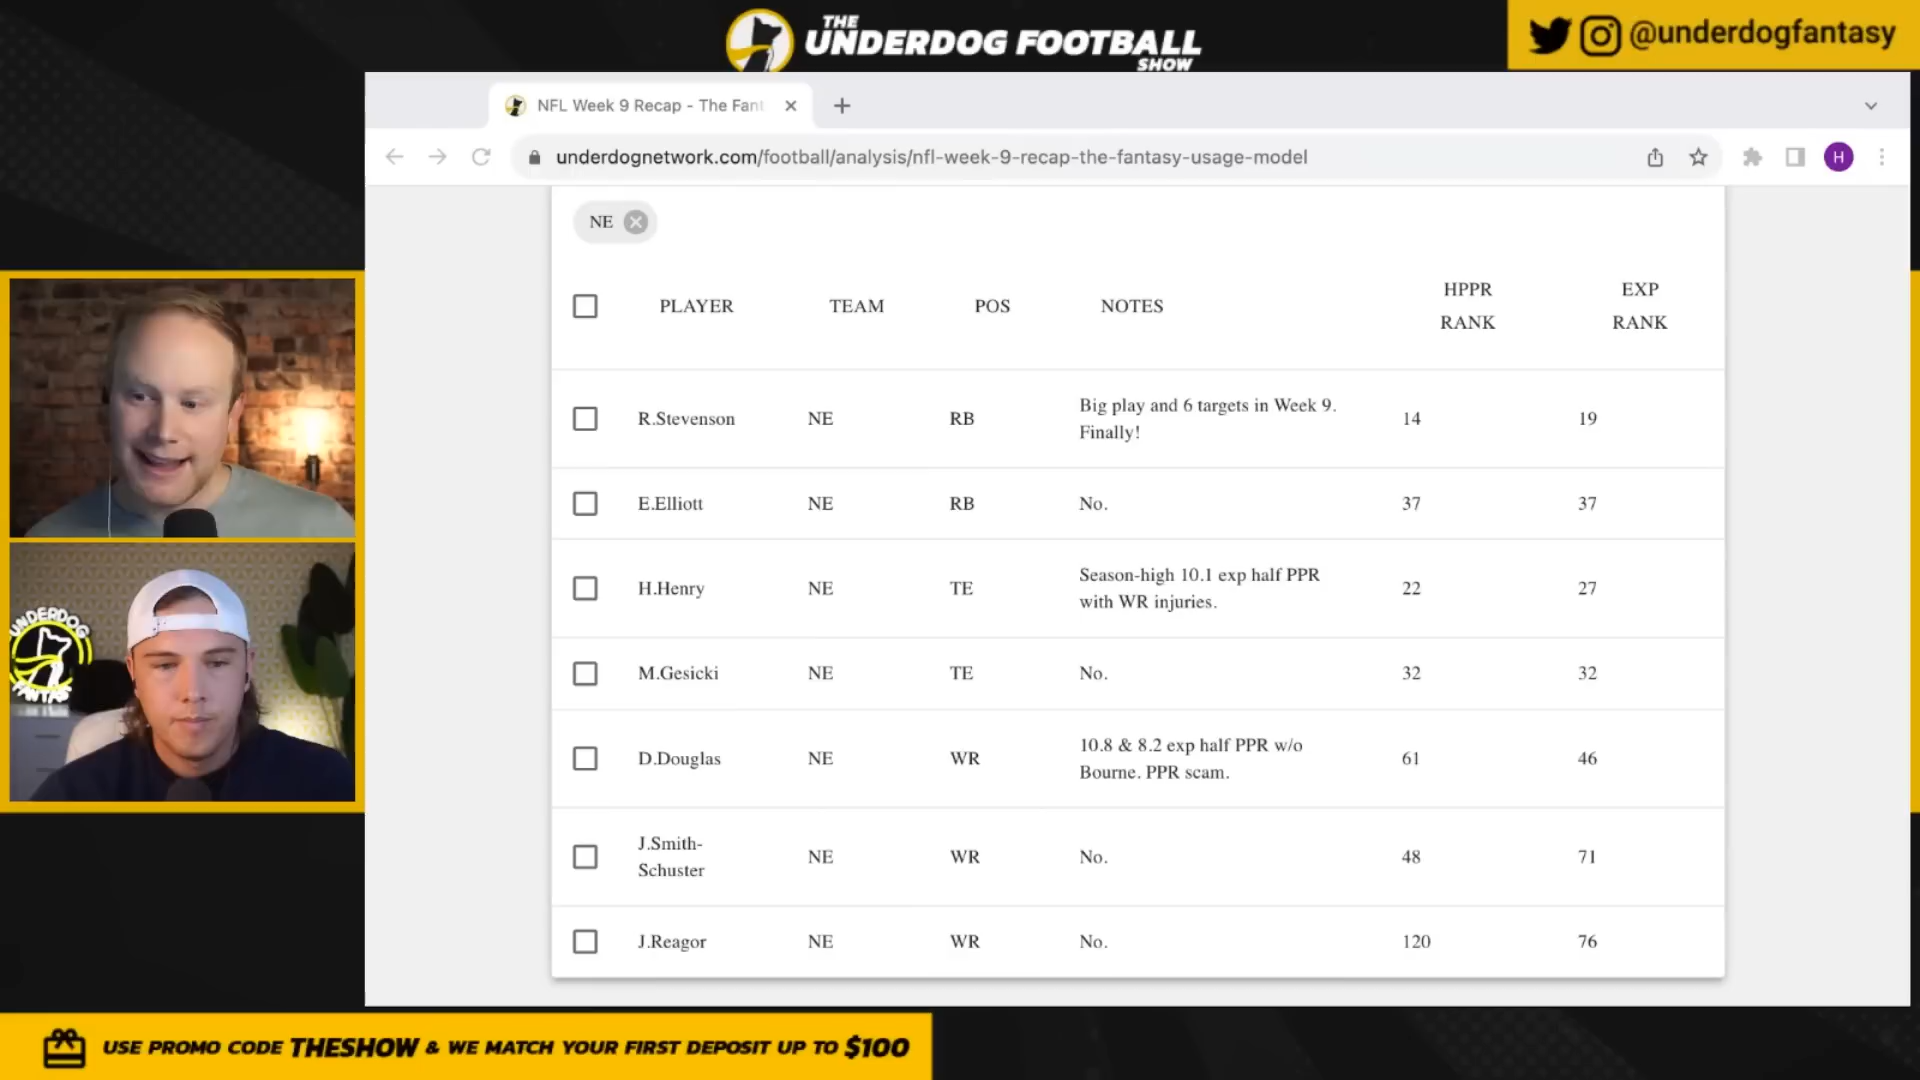 THE
UNDERDOG FOOTBALL
SHOW
@underdogfantasy
NFL Week 9 Recap - The Fant
underdognetwork.com/football/analysis/nfl-week-9-recap-the-fantasy-usage-model
H
NE
PLAYER TEAM POS NOTES HPPR RANK EXP RANK
R.Stevenson NE RB Big play and 6 targets in Week 9. 14 19
Finally!
E.Elliott NE RB No. 37 37
H.Henry NE TE Season-high 10.1 exp half PPR 22 27
with WR injuries.
M.Gesicki NE TE No. 32 32
D.Douglas NE WR 10.8 & 8.2 exp half PPR w/o 61 46
Bourne. PPR scam.
J.Smith-
Schuster NE WR No. 48 71
J.Reagor NE WR No. 120 76
UNDERDOG
FANTASY
USE PROMO CODE THESHOW & WE MATCH YOUR FIRST DEPOSIT UP TO $100